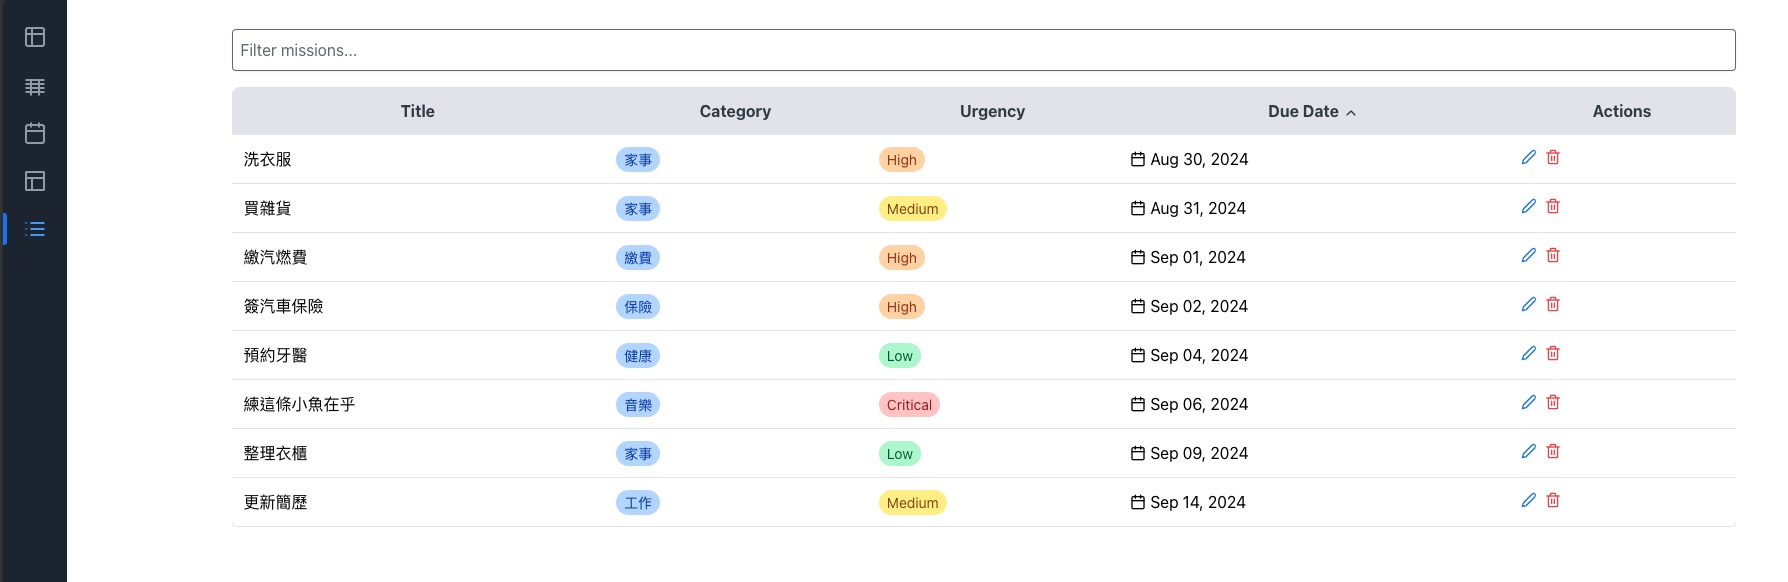 Filter missions...
Title Category Urgency Due Date Actions
洗衣服 家事 High Aug 30, 2024
買雜貨 家事 Medium Aug 31, 2024
繳汽燃費 繳費 High Sep 01, 2024
簽汽車保險 保險 High Sep 02, 2024
預約牙醫 健康 Low Sep 04, 2024
練這條小魚在乎 音樂 Critical Sep 06, 2024
整理衣櫃 家事 Low Sep 09, 2024
更新簡歷 工作 Medium Sep 14, 2024